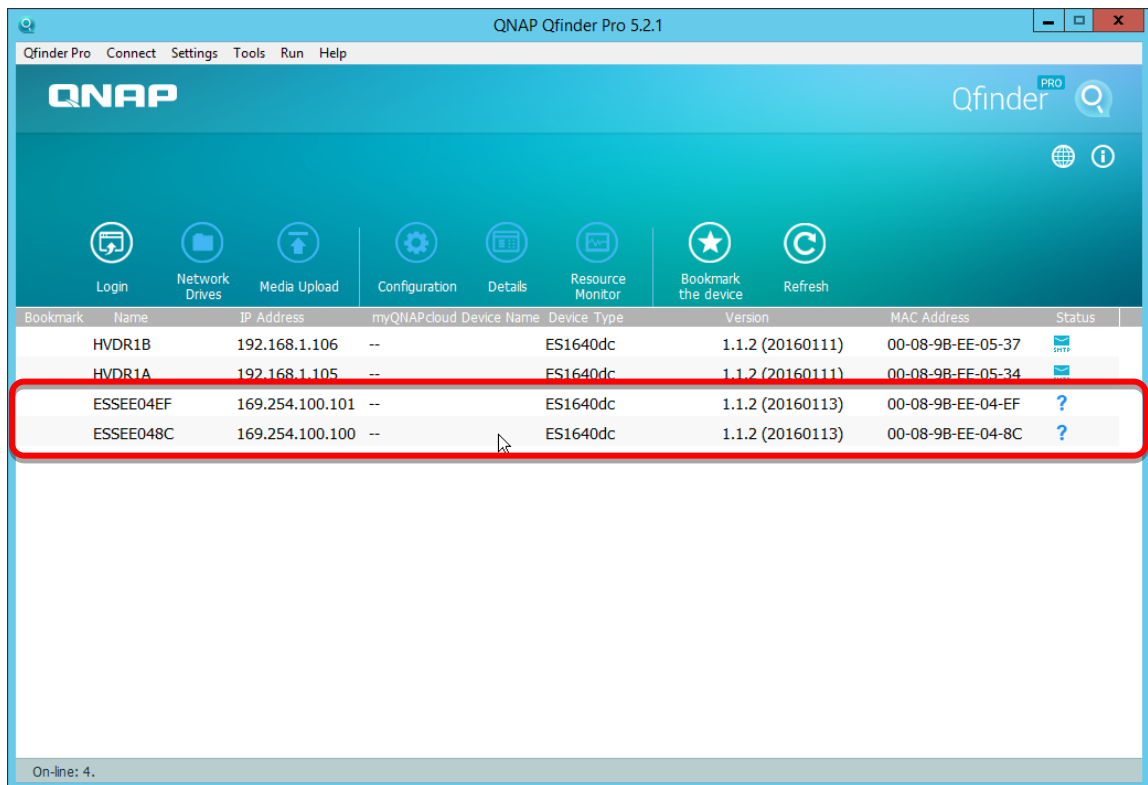 QNAP Qfinder Pro 5.2.1
Qfinder Pro Connect Settings Tools Run Help
QNAP
Qfinder PRO
Login
Network Drives
Media Upload
Configuration
Details
Resource Monitor
Bookmark the device
Refresh
Bookmark Name IP Address myQNAPcloud Device Name Device Type Version MAC Address Status
HVDR1B 192.168.1.106 -- ES1640dc 1.1.2 (20160111) 00-08-9B-EE-05-37 SMTP
HVDR1A 192.168.1.105 -- ES1640dc 1.1.2 (20160111) 00-08-9B-EE-05-34
ESSEE04EF 169.254.100.101 -- ES1640dc 1.1.2 (20160113) 00-08-9B-EE-04-EF ?
ESSEE048C 169.254.100.100 -- ES1640dc 1.1.2 (20160113) 00-08-9B-EE-04-8C ?
On-line: 4.